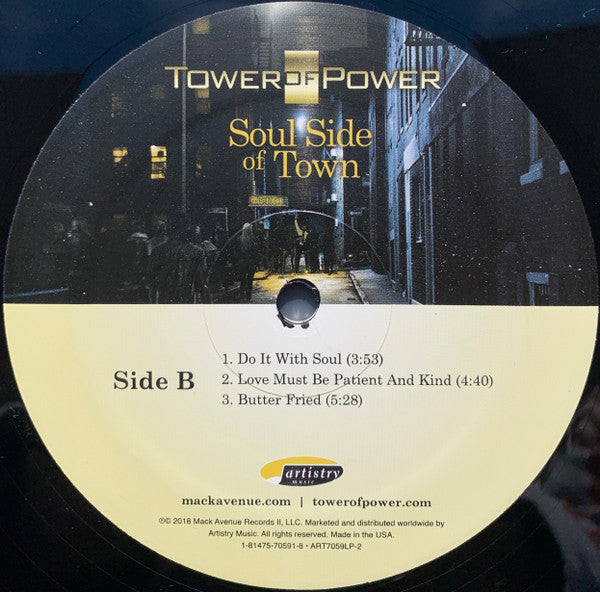 TOWER OF POWER
Soul Side
of Town
Side B
1. Do It With Soul (3:53)
2. Love Must Be Patient And Kind (4:40)
3. Butter Fried (5:28)
artistry
music
mackavenue.com | towerofpower.com
℗© 2018 Mack Avenue Records II, LLC. Marketed and distributed worldwide by
Artistry Music. All rights reserved. Made in the USA.
1-81475-70591-8 • ART7059LP-2